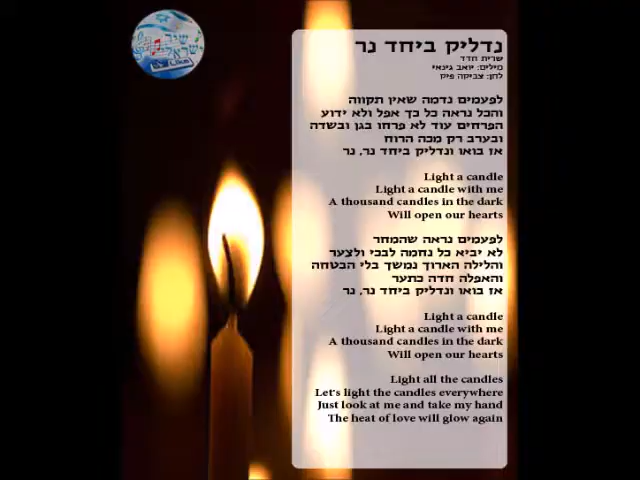 שיר
ישראלי
נדליק ביחד נר
שרית חדד
מילים: יואב גינאי
לחן: צביקה פיק
לפעמים נדמה שאין תקווה
והכל נראה כל כך אפל ולא ידוע
הפרחים עוד לא פרחו בגן ובשדה
ובערב רק מכה הרוח
אז בואו ונדליק ביחד נר, נר
Light a candle
Light a candle with me
A thousand candles in the dark
Will open our hearts
לפעמים נראה שהמחר
לא יביא כל נחמה לבכי ולצער
והלילה הארוך נמשך בלי הבטחה
והאפלה חדה כתער
אז בואו ונדליק ביחד נר, נר
Light a candle
Light a candle with me
A thousand candles in the dark
Will open our hearts
Light all the candles
Let's light the candles everywhere
Just look at me and take my hand
The heat of love will glow again